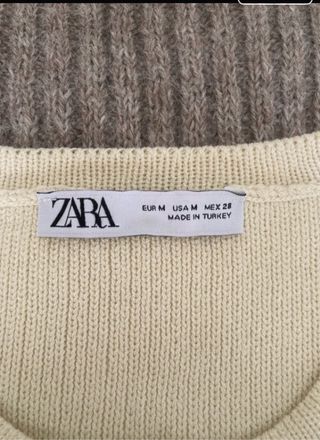 ZARA
EUR M USA M MEX 28
MADE IN TURKEY